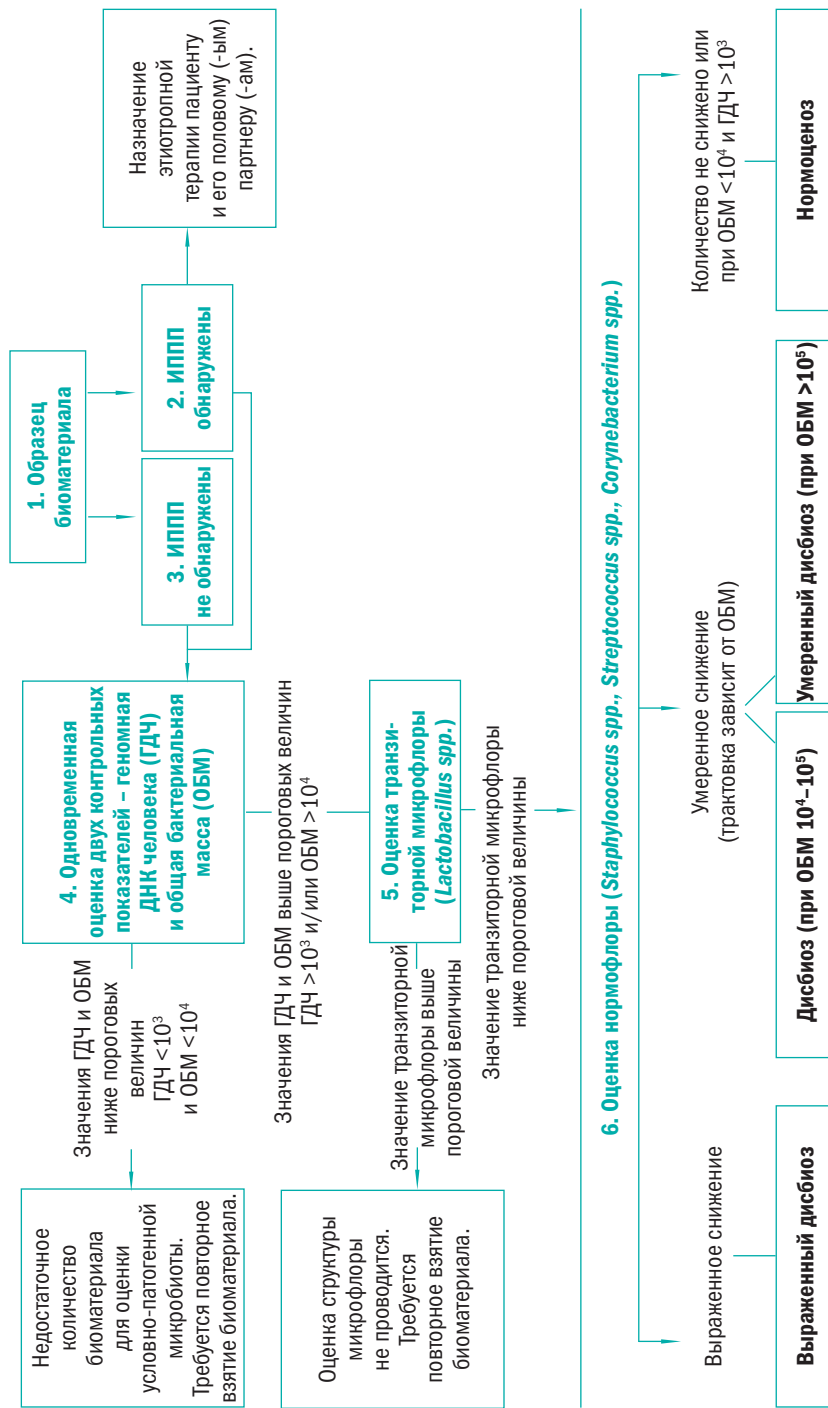 1. Образец
биоматериала
2. ИППП
обнаружены
Назначение
этиотропной
терапии пациенту
и его половому (-ым)
партнеру (-ам).
3. ИППП
не обнаружены
4. Одновременная
оценка двух контрольных
показателей – геномная
ДНК человека (ГДЧ)
и общая бактериальная
масса (ОБМ)
Значения ГДЧ и ОБМ
ниже пороговых
величин
ГДЧ <10³
и ОБМ <10⁴
Недостаточное
количество
биоматериала
для оценки
условно-патогенной
микробиоты.
Требуется повторное
взятие биоматериала.
Значения ГДЧ и ОБМ выше пороговых величин
ГДЧ >10³ и/или ОБМ >10⁴
5. Оценка транзи-
торной микрофлоры
(Lactobacillus spp.)
Значение транзиторной
микрофлоры выше
пороговой величины
Оценка структуры
микрофлоры
не проводится.
Требуется
повторное взятие
биоматериала.
Значение транзиторной микрофлоры
ниже пороговой величины
6. Оценка нормофлоры (Staphylococcus spp., Streptococcus spp., Corynebacterium spp.)
Выраженное снижение
Умеренное снижение
(трактовка зависит от ОБМ)
Количество не снижено или
при ОБМ <10⁴ и ГДЧ >10³
Выраженный дисбиоз
Дисбиоз (при ОБМ 10⁴–10⁵)
Умеренный дисбиоз (при ОБМ >10⁵)
Нормоценоз